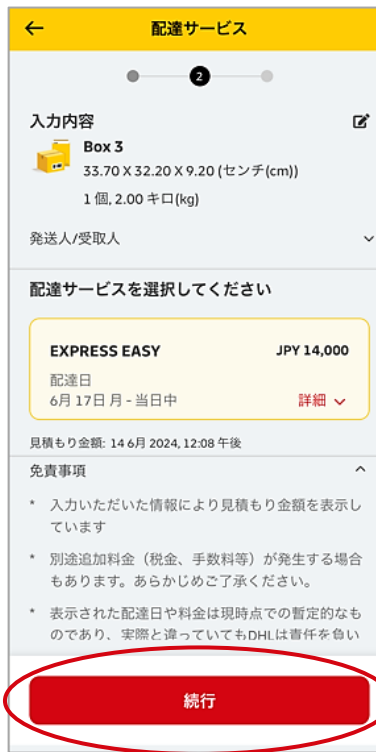 配達サービス
2
入力内容
Box 3
33.70 X 32.20 X 9.20 (センチ(cm))
1 個, 2.00 キロ(kg)
発送人/受取人
配達サービスを選択してください
EXPRESS EASY JPY 14,000
配達日
6月 17日 月 - 当日中 詳細
見積もり金額: 14 6月 2024, 12:08 午後
免責事項
* 入力いただいた情報により見積もり金額を表示し
ています
* 別途追加料金（税金、手数料等）が発生する場合
もあります。あらかじめご了承ください。
* 表示された配達日や料金は現時点での暫定的なも
のであり、実際と違っていてもDHLは責任を負い
続行